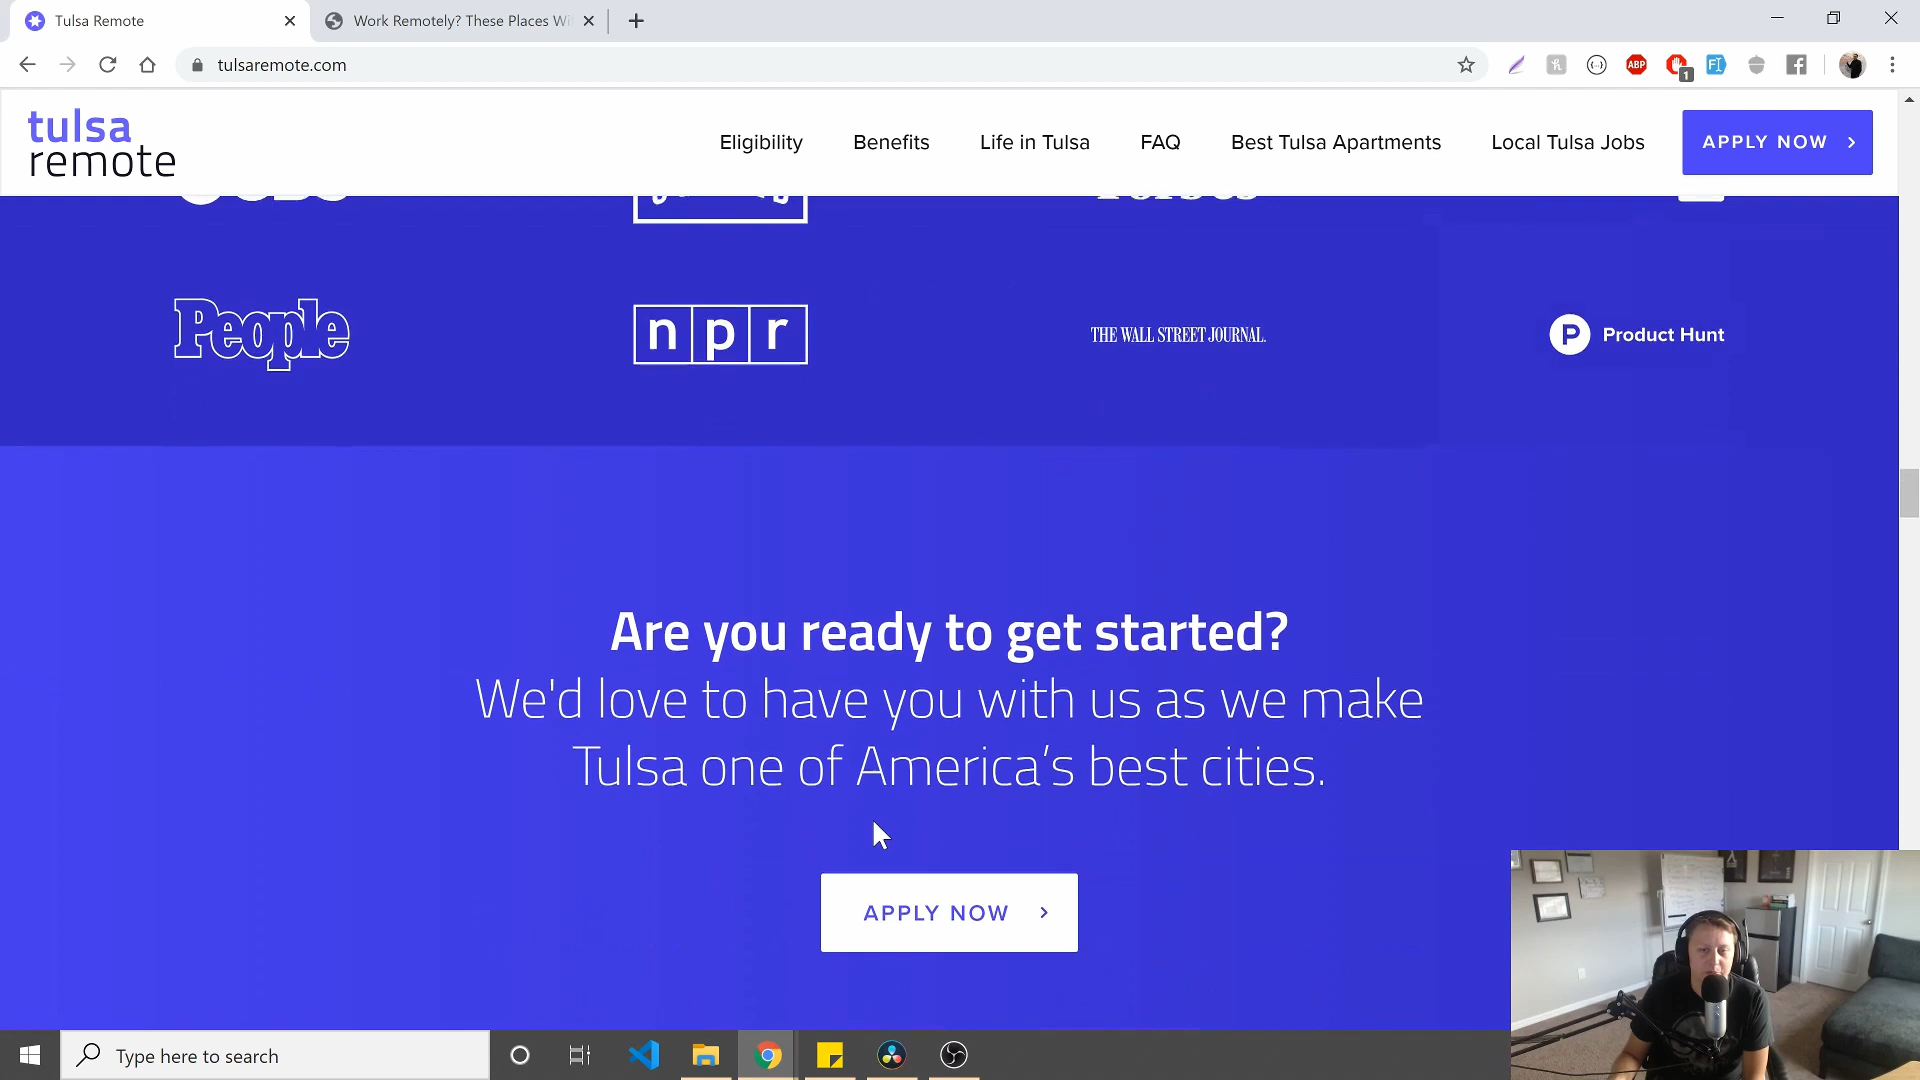 Tulsa Remote
Work Remotely? These Places Wi
tulsaremote.com
ABP
1
tulsa
remote
Eligibility
Benefits
Life in Tulsa
FAQ
Best Tulsa Apartments
Local Tulsa Jobs
APPLY NOW
People
npr
THE WALL STREET JOURNAL.
P Product Hunt
Are you ready to get started?
We'd love to have you with us as we make
Tulsa one of America’s best cities.
APPLY NOW
Type here to search